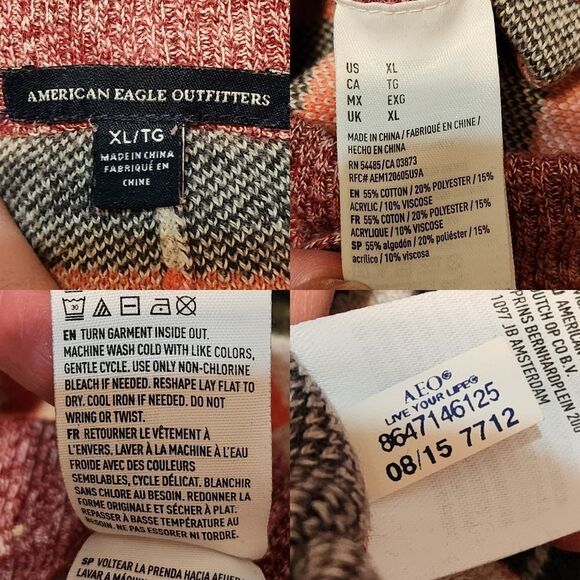 AMERICAN EAGLE OUTFITTERS
XL/TG
MADE IN CHINA
FABRIQUÉ EN
CHINE
US XL
CA TG
MX EXG
UK XL
MADE IN CHINA / FABRIQUÉ EN CHINE /
HECHO EN CHINA
RN 54485/CA 03873
RFC# AEM120605U9A
EN 55% COTTON / 20% POLYESTER / 15%
ACRYLIC / 10% VISCOSE
FR 55% COTON / 20% POLYESTER / 15%
ACRYLIQUE / 10% VISCOSE
SP 55% algodón / 20% poliéster / 15%
acrílico / 10% viscosa
30
EN TURN GARMENT INSIDE OUT.
MACHINE WASH COLD WITH LIKE COLORS,
GENTLE CYCLE. USE ONLY NON-CHLORINE
BLEACH IF NEEDED. RESHAPE LAY FLAT TO
DRY. COOL IRON IF NEEDED. DO NOT
WRING OR TWIST.
FR RETOURNER LE VÊTEMENT À
L'ENVERS. LAVER À LA MACHINE À L'EAU
FROIDE AVEC DES COULEURS
SEMBLABLES, CYCLE DÉLICAT. BLANCHIR
SANS CHLORE AU BESOIN. REDONNER LA
FORME ORIGINALE ET SÉCHER À PLAT.
REPASSER À BASSE TEMPÉRATURE AU
BESOIN. NE PAS ESSORER NI TORDRE.
SP VOLTEAR LA PRENDA HACIA AFUER
LAVAR A MÁQUIN
DUTCH OP CO B.V.
PRINS BERNHARDPLEIN 200
1097 JB AMSTERDAM
AEO®
LIVE YOUR LIFE®
8647146125
08/15 7712